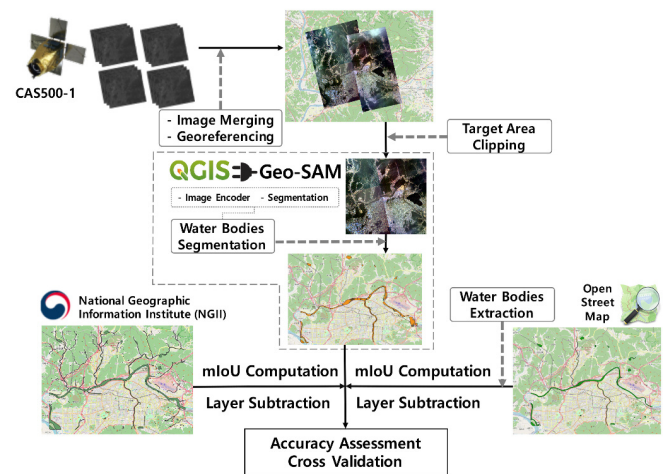 CAS500-1
- Image Merging
- Georeferencing
Target Area
Clipping
QGIS
Geo-SAM
- Image Encoder - Segmentation
Water Bodies
Segmentation
National Geographic
Information Institute (NGII)
Water Bodies
Extraction
Open
Street
Map
mIoU Computation
mIoU Computation
Layer Subtraction
Layer Subtraction
Accuracy Assessment
Cross Validation